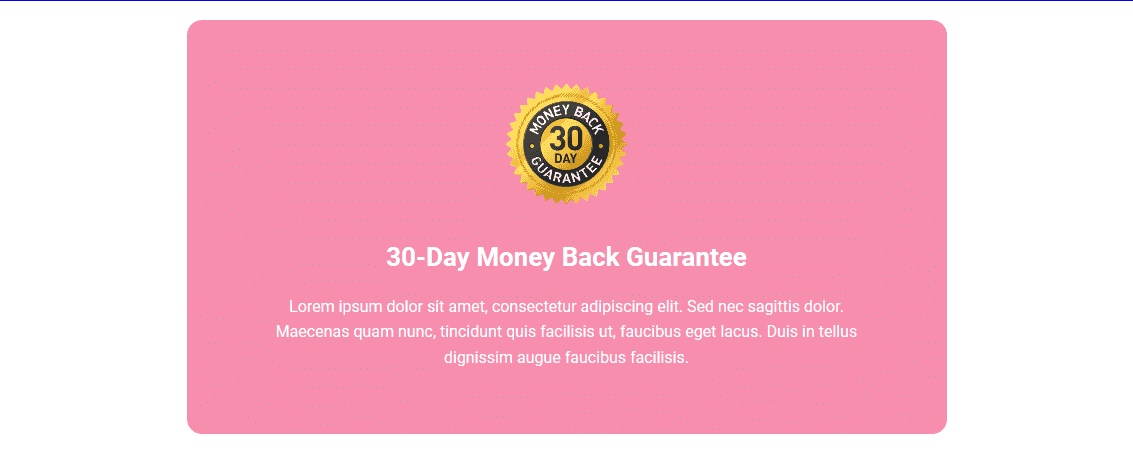 MONEY BACK
30
DAY
GUARANTEE
30-Day Money Back Guarantee
Lorem ipsum dolor sit amet, consectetur adipiscing elit. Sed nec sagittis dolor.
Maecenas quam nunc, tincidunt quis facilisis ut, faucibus eget lacus. Duis in tellus
dignissim augue faucibus facilisis.